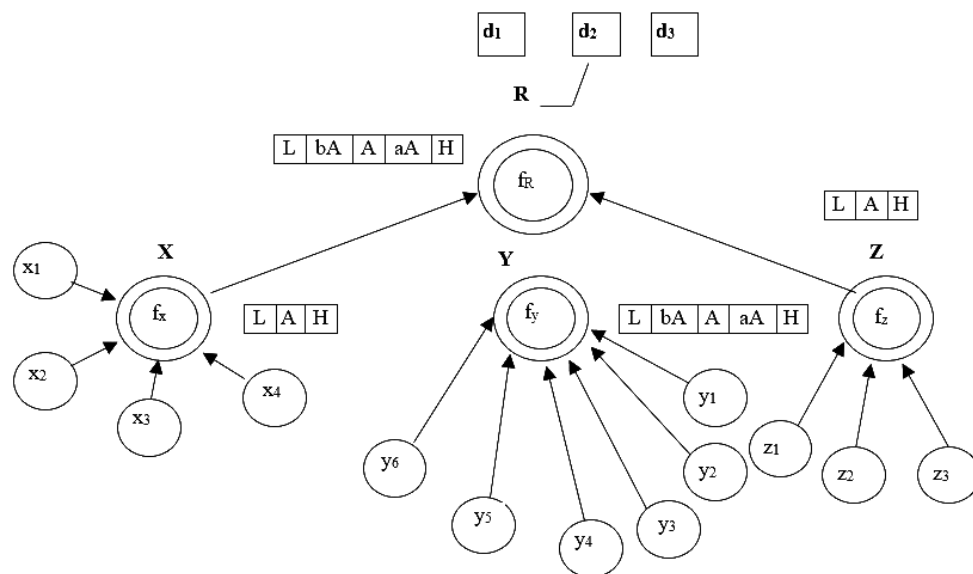 d1 d2 d3
R
L bA A aA H
fR
L A H
X Y Z
x1
fx
L A H
fy
L bA A aA H
fz
x2
x3
x4
y1
y6
y2
z1
z2
z3
y5
y4
y3